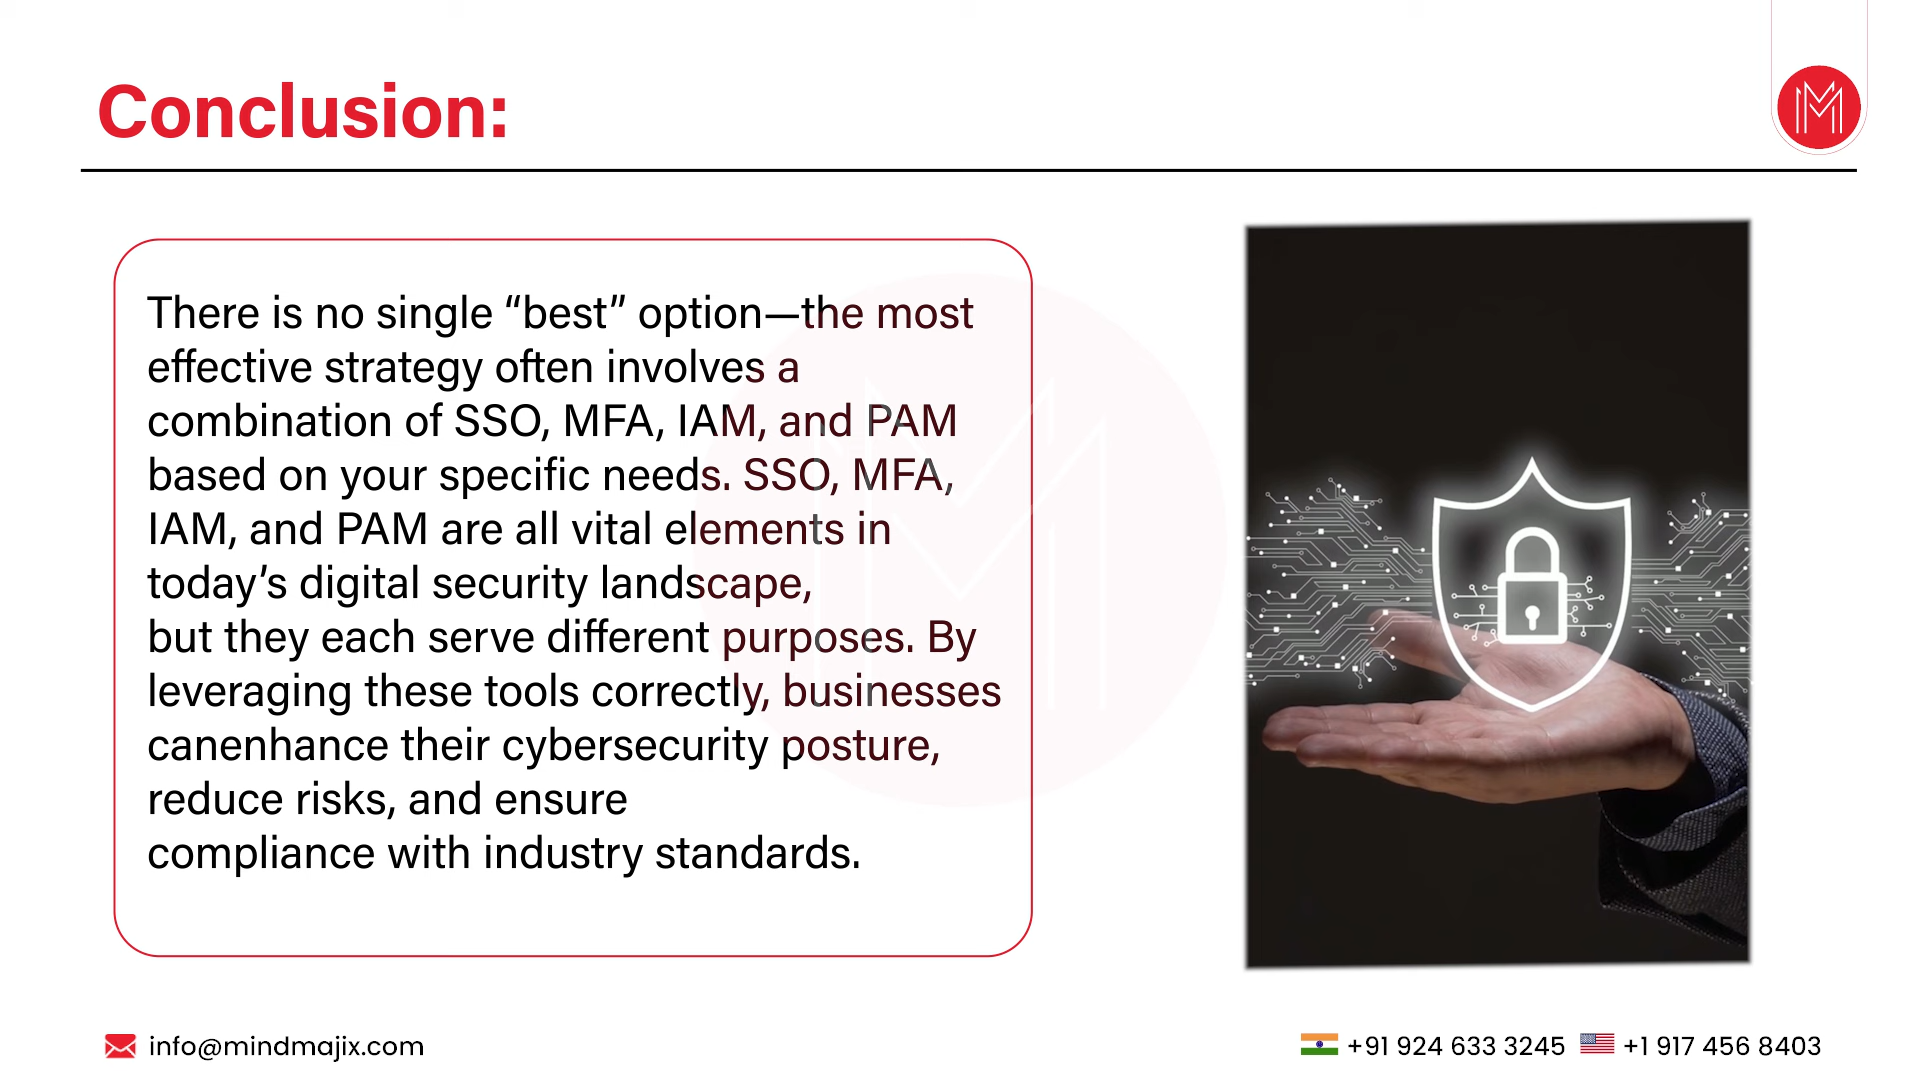 Conclusion:
There is no single “best” option—the most
effective strategy often involves a
combination of SSO, MFA, IAM, and PAM
based on your specific needs. SSO, MFA,
IAM, and PAM are all vital elements in
today’s digital security landscape,
but they each serve different purposes. By
leveraging these tools correctly, businesses
canenhance their cybersecurity posture,
reduce risks, and ensure
compliance with industry standards.
info@mindmajix.com
+91 924 633 3245
+1 917 456 8403